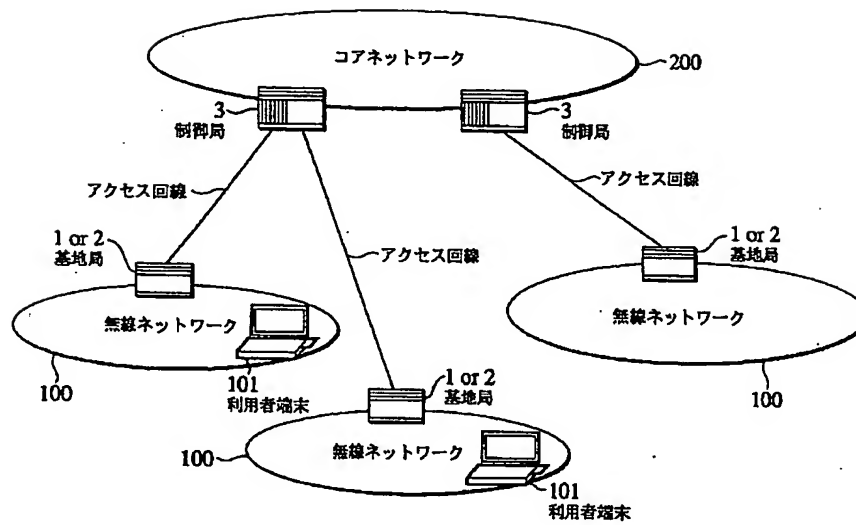 コアネットワーク
200
3
制御局
3
制御局
アクセス回線
アクセス回線
1 or 2
基地局
アクセス回線
1 or 2
基地局
無線ネットワーク
無線ネットワーク
100
101
利用者端末
1 or 2
基地局
100
100
無線ネットワーク
101
利用者端末